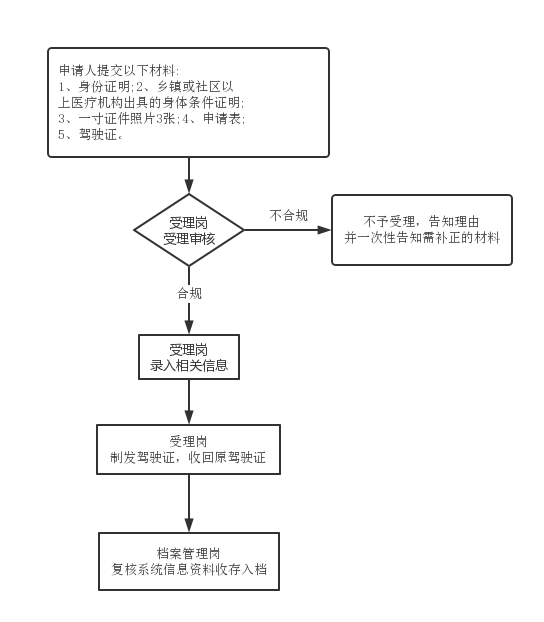 申请人提交以下材料:
1、身份证明;2、乡镇或社区以
上医疗机构出具的身体条件证明;
3、一寸证件照片3张;4、申请表;
5、驾驶证。
受理岗
受理审核
不合规
不予受理，告知理由
并一次性告知需补正的材料
合规
受理岗
录入相关信息
受理岗
制发驾驶证，收回原驾驶证
档案管理岗
复核系统信息资料收存入档